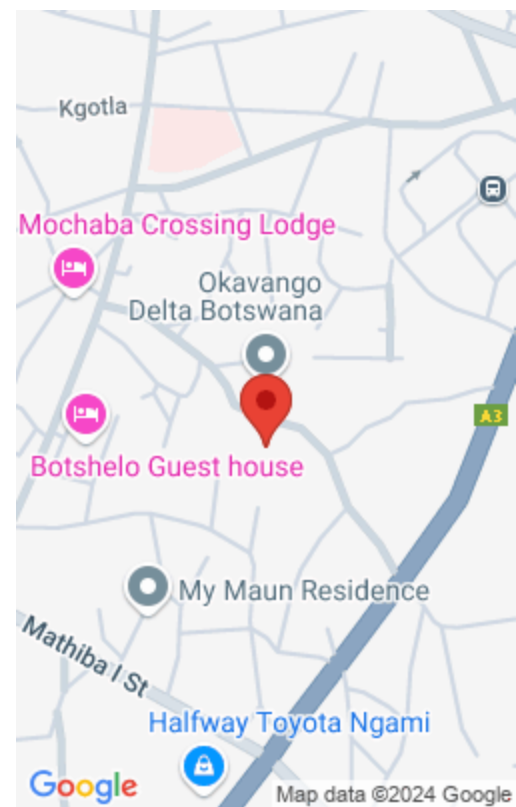 Kgotla
Mochaba Crossing Lodge
Okavango
Delta Botswana
A3
Botshelo Guest house
My Maun Residence
Mathiba I St
Halfway Toyota Ngami
Google
Map data ©2024 Google